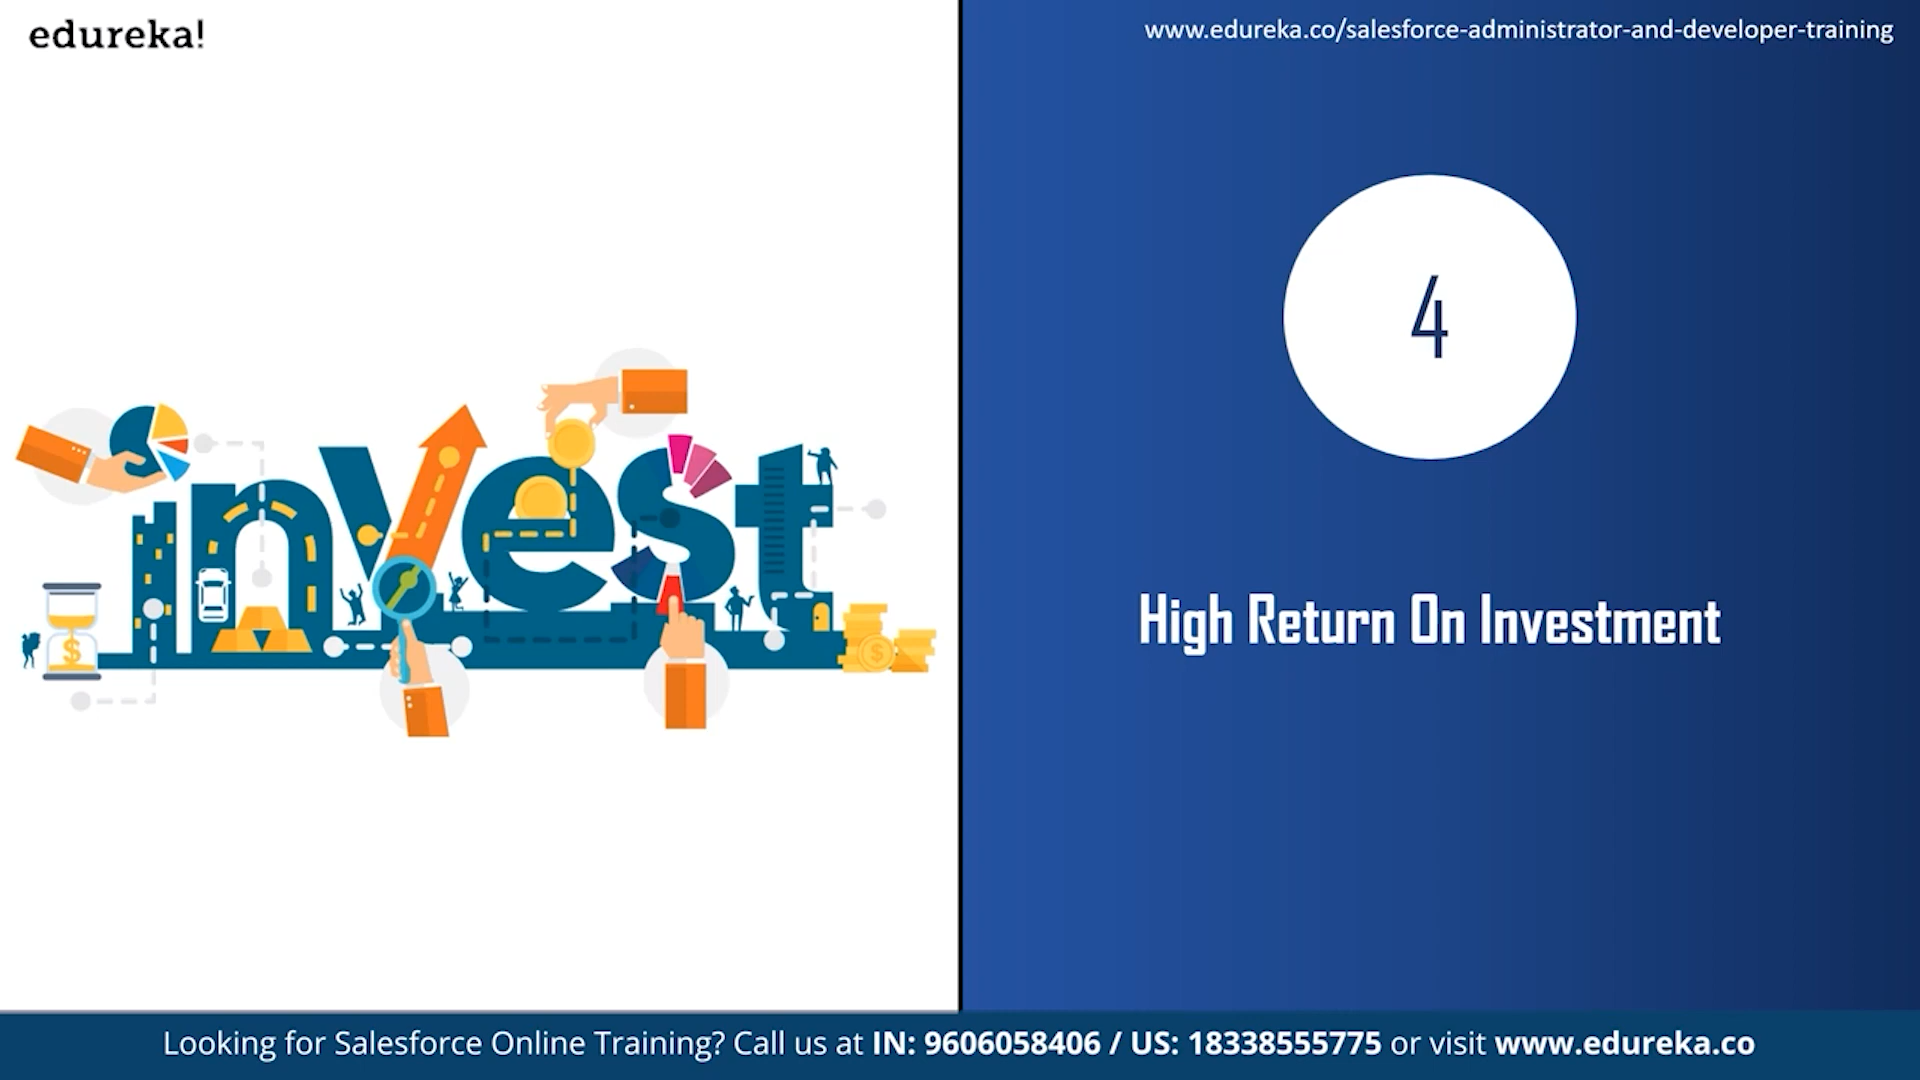 edureka!
www.edureka.co/salesforce-administrator-and-developer-training
invest
$
$
4
High Return On Investment
Looking for Salesforce Online Training? Call us at IN: 9606058406 / US: 18338555775 or visit www.edureka.co